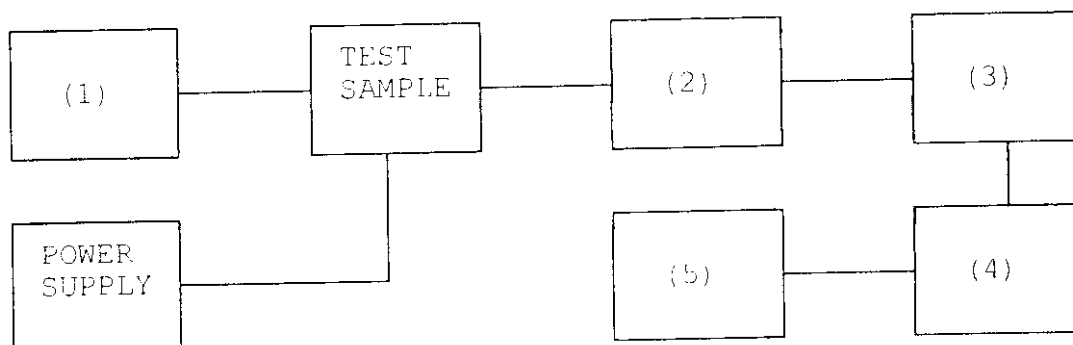 (1)
TEST
SAMPLE
(2)
(3)
POWER
SUPPLY
(5)
(4)